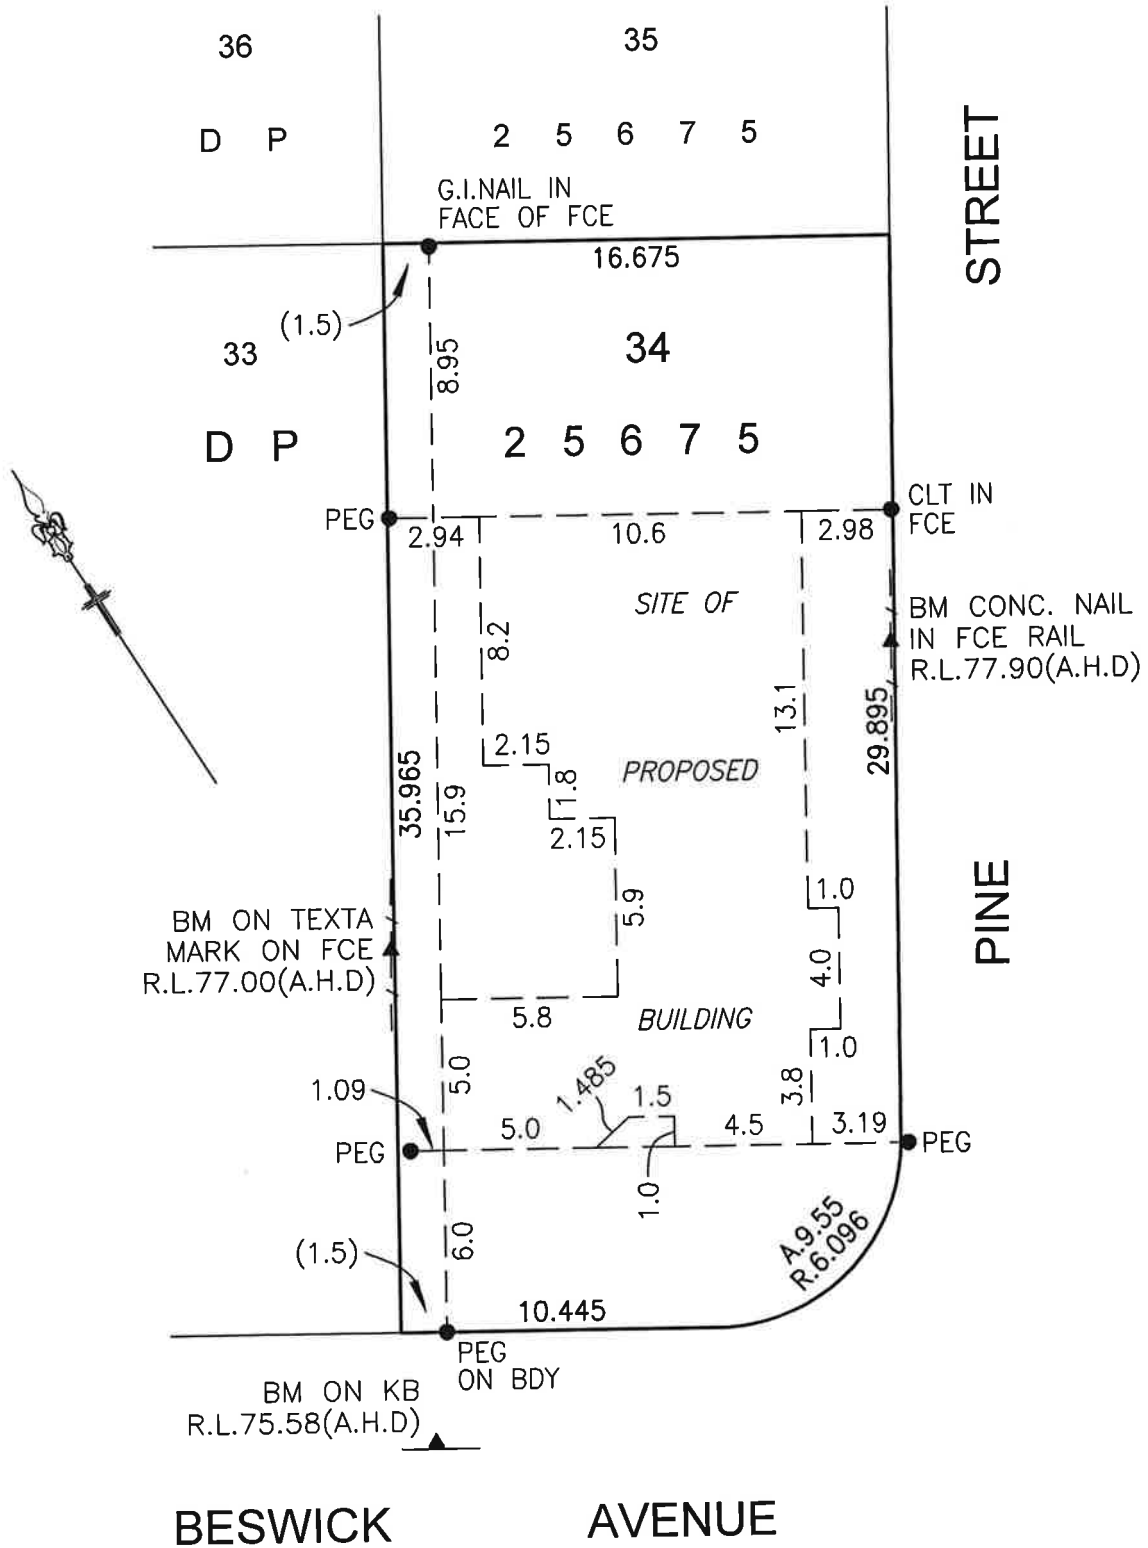 36
35
D P
2 5 6 7 5
STREET
G.I.NAIL IN
FACE OF FCE
16.675
(1.5)
33
34
8.95
D P
2 5 6 7 5
PEG
CLT IN
FCE
2.94
10.6
2.98
SITE OF
BM CONC. NAIL
IN FCE RAIL
R.L.77.90(A.H.D)
8.2
13.1
29.895
2.15
PROPOSED
35.965
15.9
1.8
2.15
5.9
1.0
PINE
BM ON TEXTA
MARK ON FCE
R.L.77.00(A.H.D)
4.0
5.8
BUILDING
1.0
5.0
1.09
1.485
1.5
3.8
5.0
4.5
3.19
PEG
PEG
1.0
6.0
(1.5)
A.9.55
R.6.096
10.445
PEG
ON BDY
BM ON KB
R.L.75.58(A.H.D)
BESWICK AVENUE